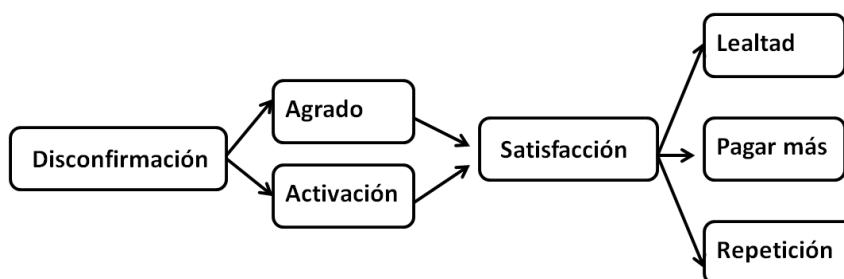 Disconfirmación
Agrado
Activación
Satisfacción
Lealtad
Pagar más
Repetición